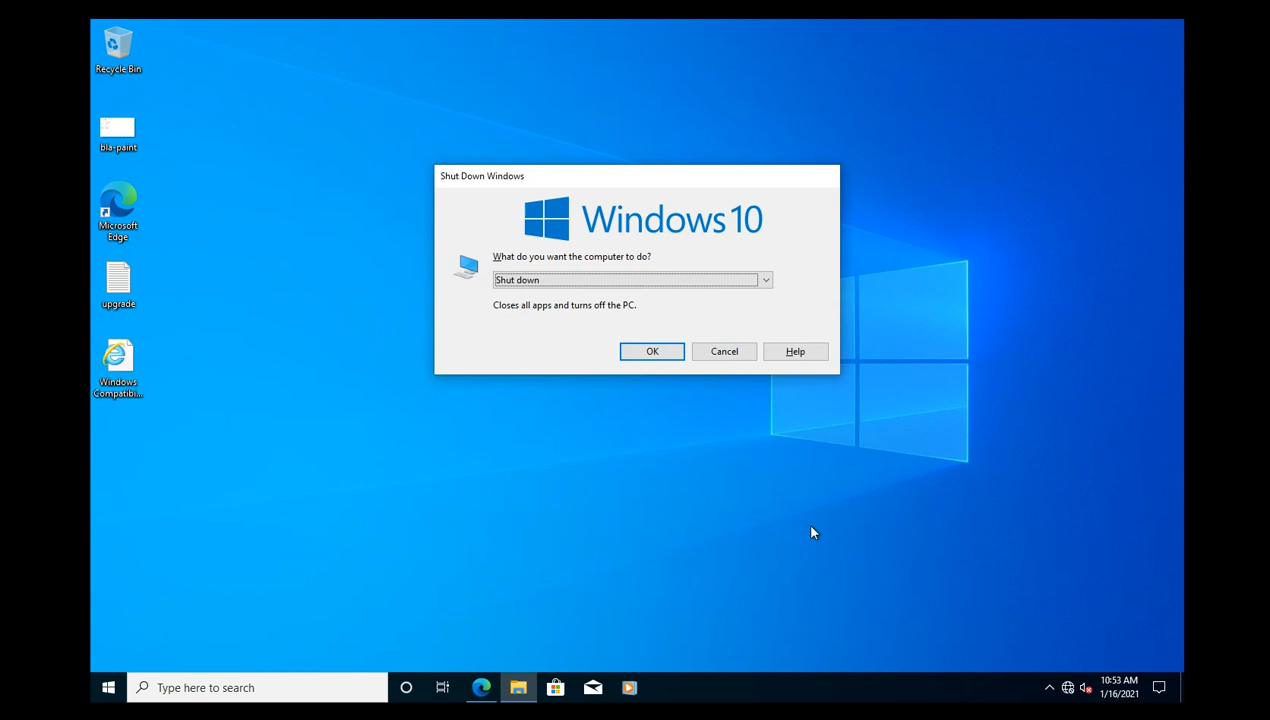 Recycle Bin
bla-paint
Microsoft
Edge
upgrade
Windows
Compatibi...
Shut Down Windows
Windows 10
What do you want the computer to do?
Shut down
Closes all apps and turns off the PC.
OK
Cancel
Help
Type here to search
10:53 AM
1/16/2021